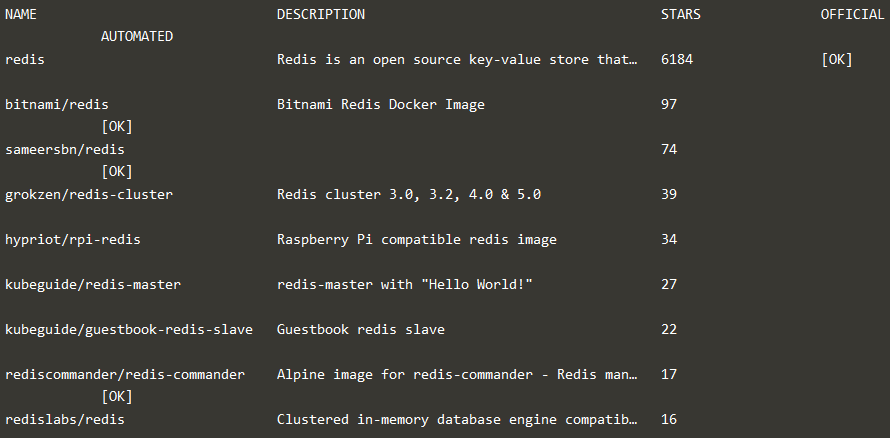 NAME DESCRIPTION STARS OFFICIAL
AUTOMATED
redis Redis is an open source key-value store that… 6184 [OK]
bitnami/redis Bitnami Redis Docker Image 97
[OK]
sameersbn/redis 74
[OK]
grokzen/redis-cluster Redis cluster 3.0, 3.2, 4.0 & 5.0 39
hypriot/rpi-redis Raspberry Pi compatible redis image 34
kubeguide/redis-master redis-master with "Hello World!" 27
kubeguide/guestbook-redis-slave Guestbook redis slave 22
rediscommander/redis-commander Alpine image for redis-commander - Redis man… 17
[OK]
redislabs/redis Clustered in-memory database engine compatib… 16